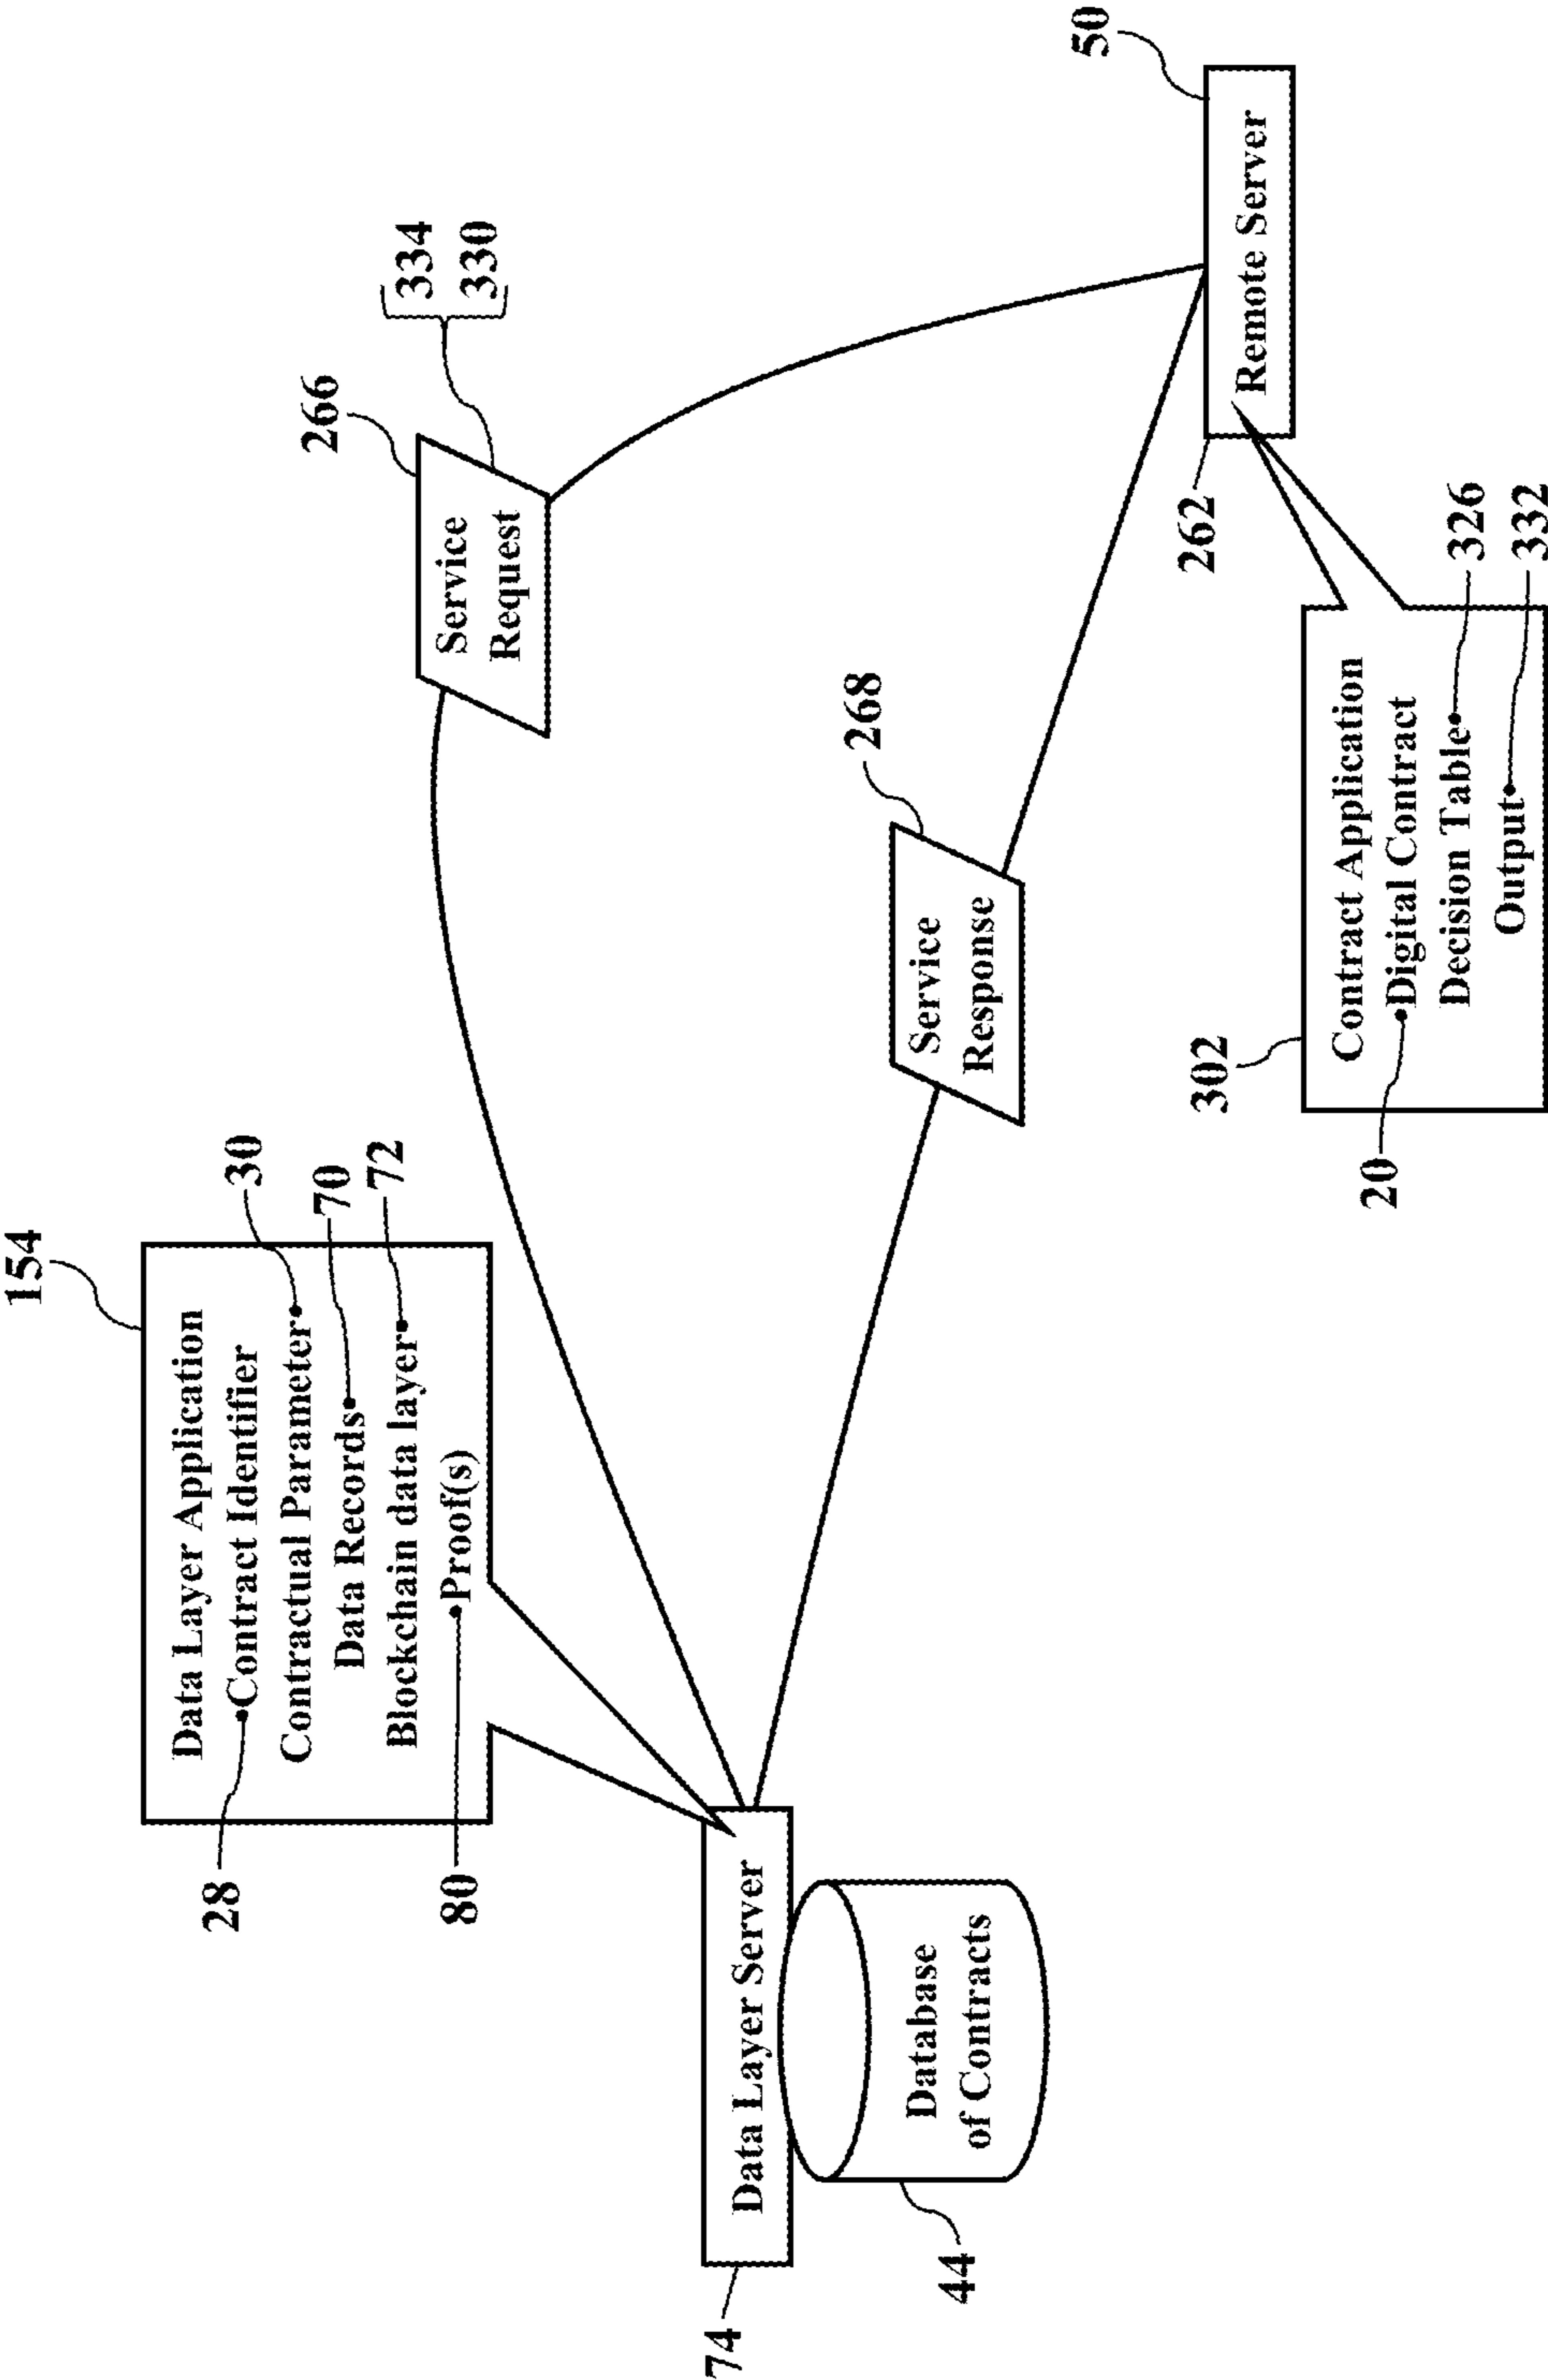 154
Data Layer Application
28
Contract Identifier
Contractual Parameter
30
Data Records
70
Blockchain data layer
72
80
Proof(s)
266
Service
Request
334
330
74
Data Layer Server
Database
of Contracts
44
268
Service
Response
50
Remote Server
262
302
Contract Application
20
Digital Contract
Decision Table
326
Output
332